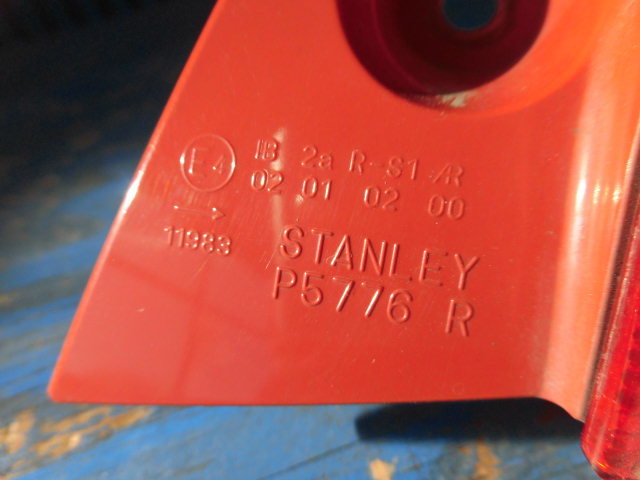 E4
IB 2a R-S1 AR
02 01 02 00
→
11983
STANLEY
P5776 R